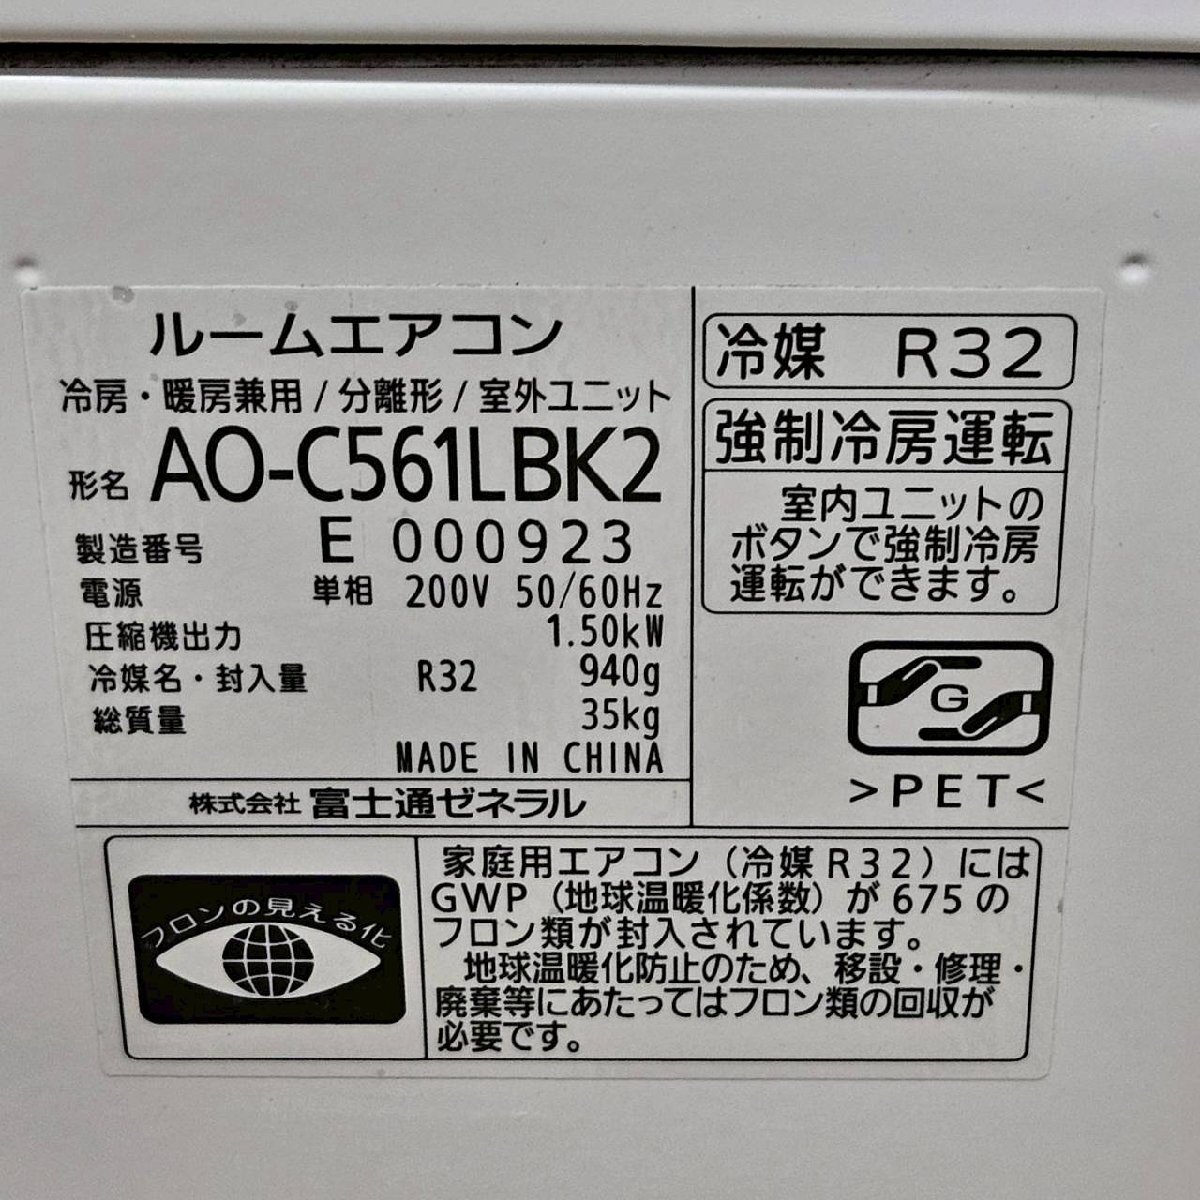 ルームエアコン
冷房・暖房兼用/分離形/室外ユニット
形名 AO-C561LBK2
製造番号 E 000923
電源 単相 200V 50/60Hz
圧縮機出力 1.50kW
冷媒名・封入量 R32 940g
総質量 35kg
MADE IN CHINA
株式会社 富士通ゼネラル
冷媒 R32
強制冷房運転
室内ユニットの
ボタンで強制冷房
運転ができます。
G
>PET<
フロンの見える化
家庭用エアコン（冷媒R32）には
GWP（地球温暖化係数）が675の
フロン類が封入されています。
地球温暖化防止のため、移設・修理・
廃棄等にあたってはフロン類の回収が
必要です。